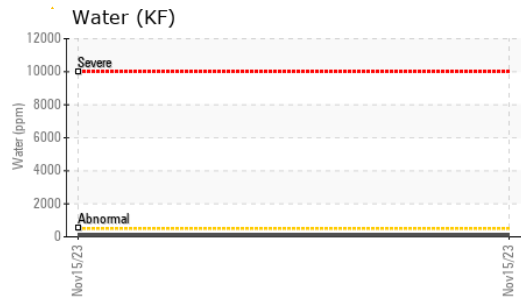 Water (KF)
12000
10000
8000
6000
4000
2000
0
Water (ppm)
Severe
Abnormal
Nov15/23
Nov15/23